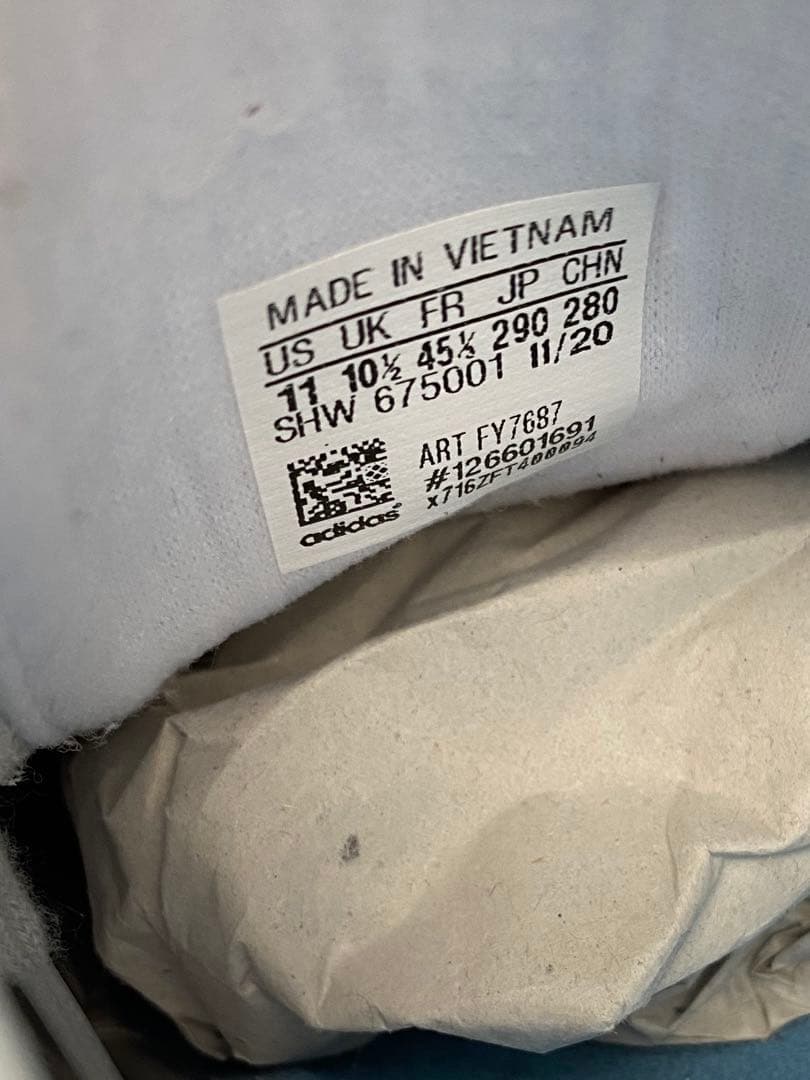 MADE IN VIETNAM
US UK FR JP CHN
11 10½ 45⅓ 290 280
SHW 675001 11/20
ART FY7687
#126601691
x716ZFT400094
adidas®